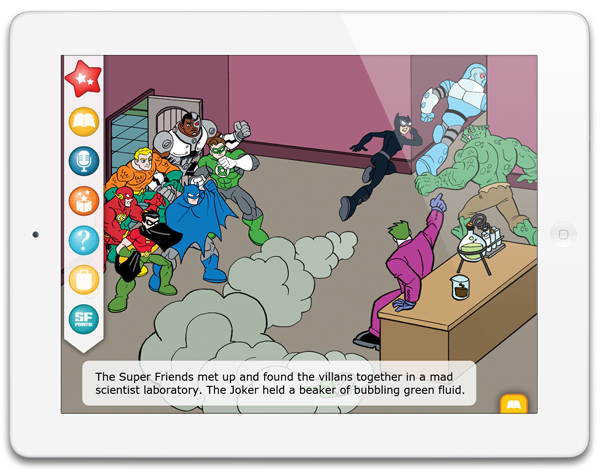 ?
SF
POINTS
The Super Friends met up and found the villans together in a mad
scientist laboratory. The Joker held a beaker of bubbling green fluid.